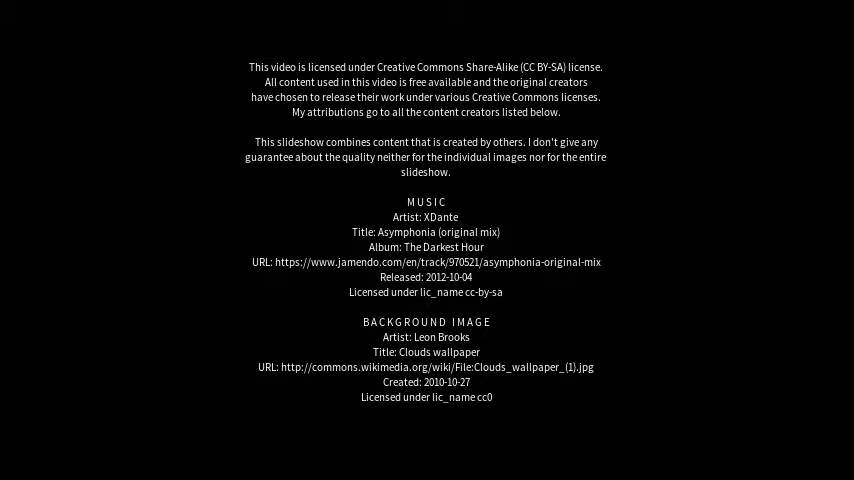 This video is licensed under Creative Commons Share-Alike (CC BY-SA) license.
All content used in this video is free available and the original creators
have chosen to release their work under various Creative Commons licenses.
My attributions go to all the content creators listed below.
This slideshow combines content that is created by others. I don't give any
guarantee about the quality neither for the individual images nor for the entire
slideshow.
MUSIC
Artist: XDante
Title: Asymphonia (original mix)
Album: The Darkest Hour
URL: https://www.jamendo.com/en/track/970521/asymphonia-original-mix
Released: 2012-10-04
Licensed under lic_name cc-by-sa
BACKGROUND IMAGE
Artist: Leon Brooks
Title: Clouds wallpaper
URL: http://commons.wikimedia.org/wiki/File:Clouds_wallpaper_(1).jpg
Created: 2010-10-27
Licensed under lic_name cc0